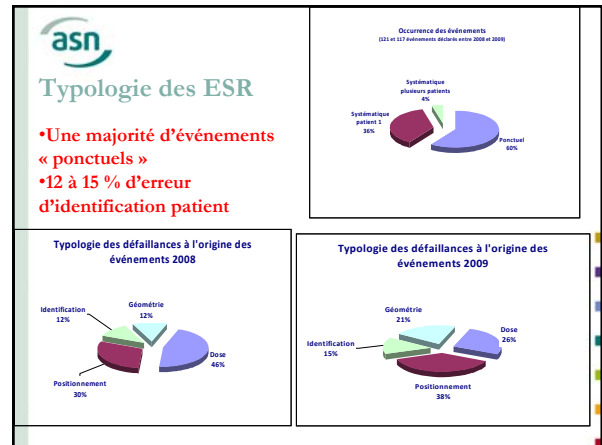 asn
Typologie des ESR
•Une majorité d'événements
« ponctuels »
•12 à 15 % d'erreur
d'identification patient
Occurrence des événements
(121 et 117 événements déclarés entre 2008 et 2009)
Systématique
plusieurs patients
4%
Systématique
patient 1
36%
Ponctuel
60%
Typologie des défaillances à l'origine des
événements 2008
Identification
12%
Géométrie
12%
Dose
46%
Positionnement
30%
Typologie des défaillances à l'origine des
événements 2009
Géométrie
21%
Dose
26%
Identification
15%
Positionnement
38%